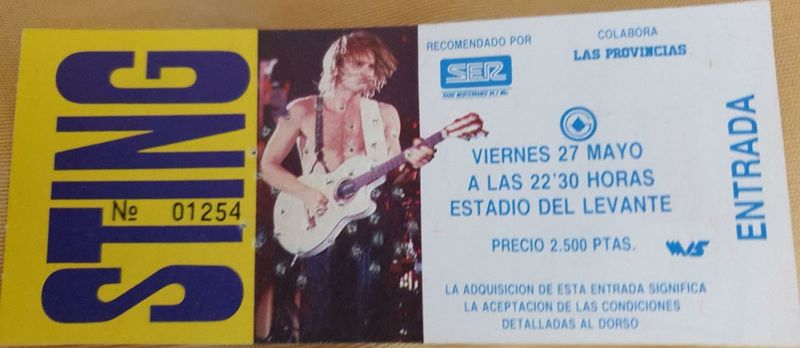 STING
Nº 01254
RECOMENDADO POR
SER
RADIO MEDITERRANEO
COLABORA
LAS PROVINCIAS
VIERNES 27 MAYO
A LAS 22'30 HORAS
ESTADIO DEL LEVANTE
PRECIO 2.500 PTAS.
LA ADQUISICION DE ESTA ENTRADA SIGNIFICA
LA ACEPTACION DE LAS CONDICIONES
DETALLADAS AL DORSO
ENTRADA